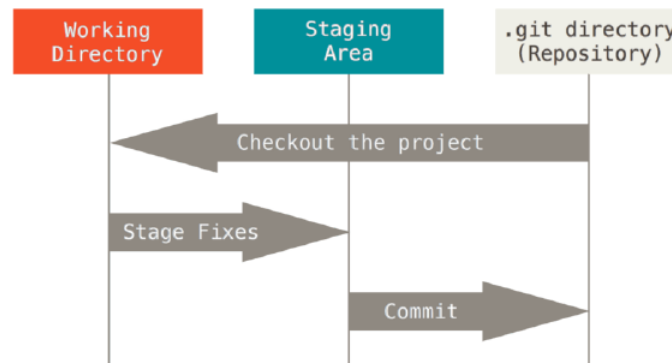 Working
Directory
Staging
Area
.git directory
(Repository)
Checkout the project
Stage Fixes
Commit